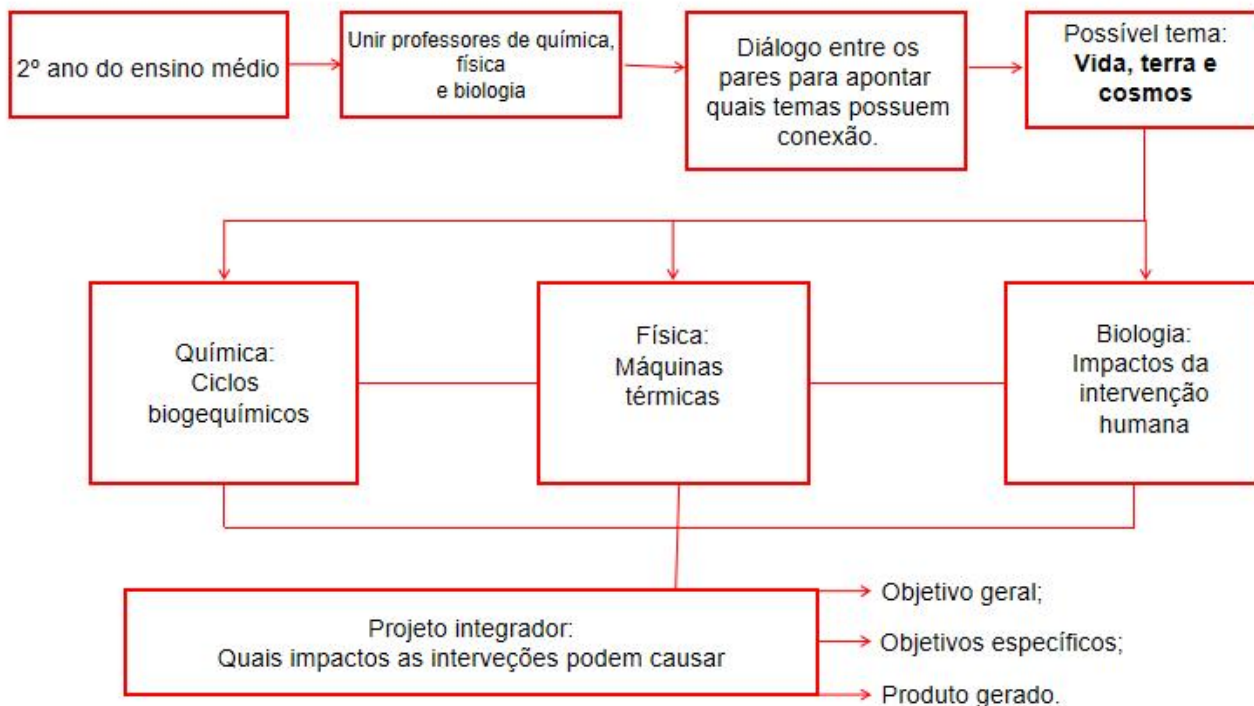 2º ano do ensino médio
Unir professores de química,
física
e biologia
Diálogo entre os
pares para apontar
quais temas possuem
conexão.
Possível tema:
Vida, terra e
cosmos
Química:
Ciclos
biogequímicos
Física:
Máquinas
térmicas
Biologia:
Impactos da
intervenção
humana
Projeto integrador:
Quais impactos as interveções podem causar
Objetivo geral;
Objetivos específicos;
Produto gerado.